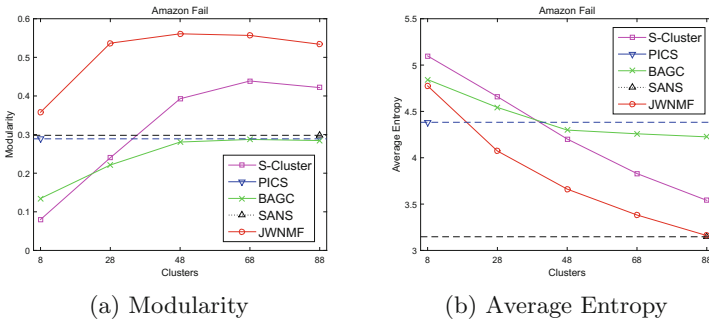 Amazon Fail
0.6
0.5
0.4
0.3
0.2
0.1
0
Modularity
S-Cluster
PICS
BAGC
SANS
JWNMF
8 28 48 68 88
Clusters
(a) Modularity
Amazon Fail
5.5
5
4.5
4
3.5
3
Average Entropy
S-Cluster
PICS
BAGC
SANS
JWNMF
8 28 48 68 88
Clusters
(b) Average Entropy